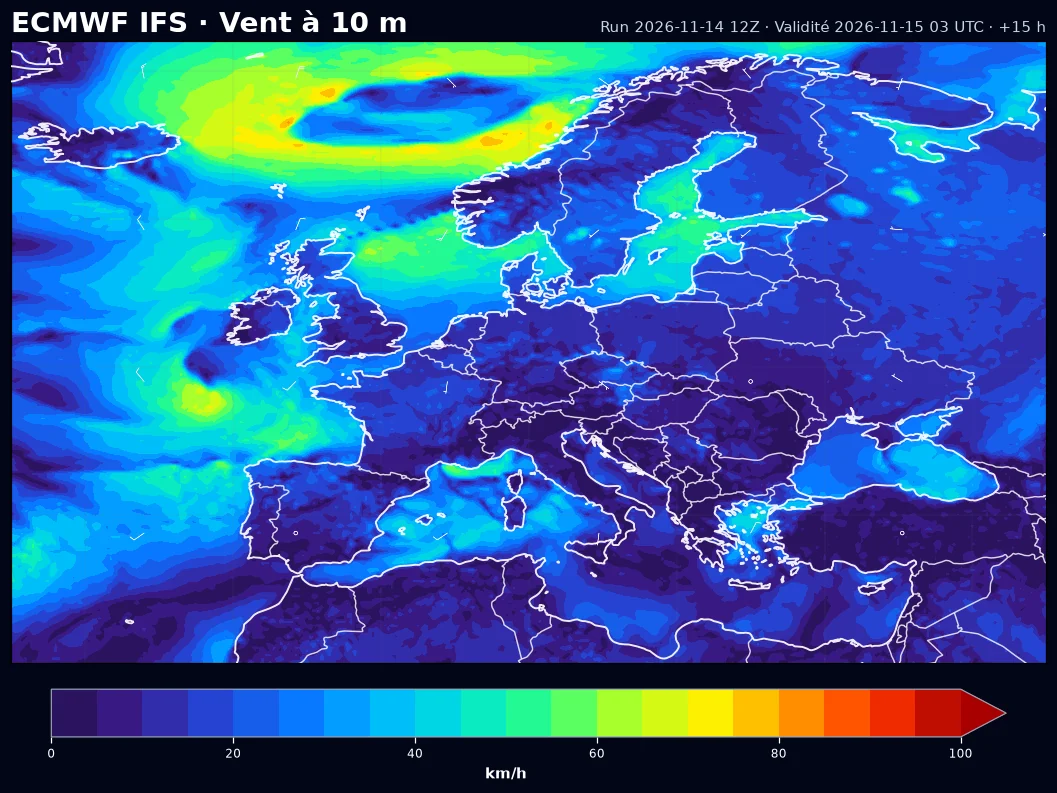 ECMWF IFS · Vent à 10 m
Run 2026-11-14 12Z · Validité 2026-11-15 03 UTC · +15 h
0 20 40 60 80 100
km/h